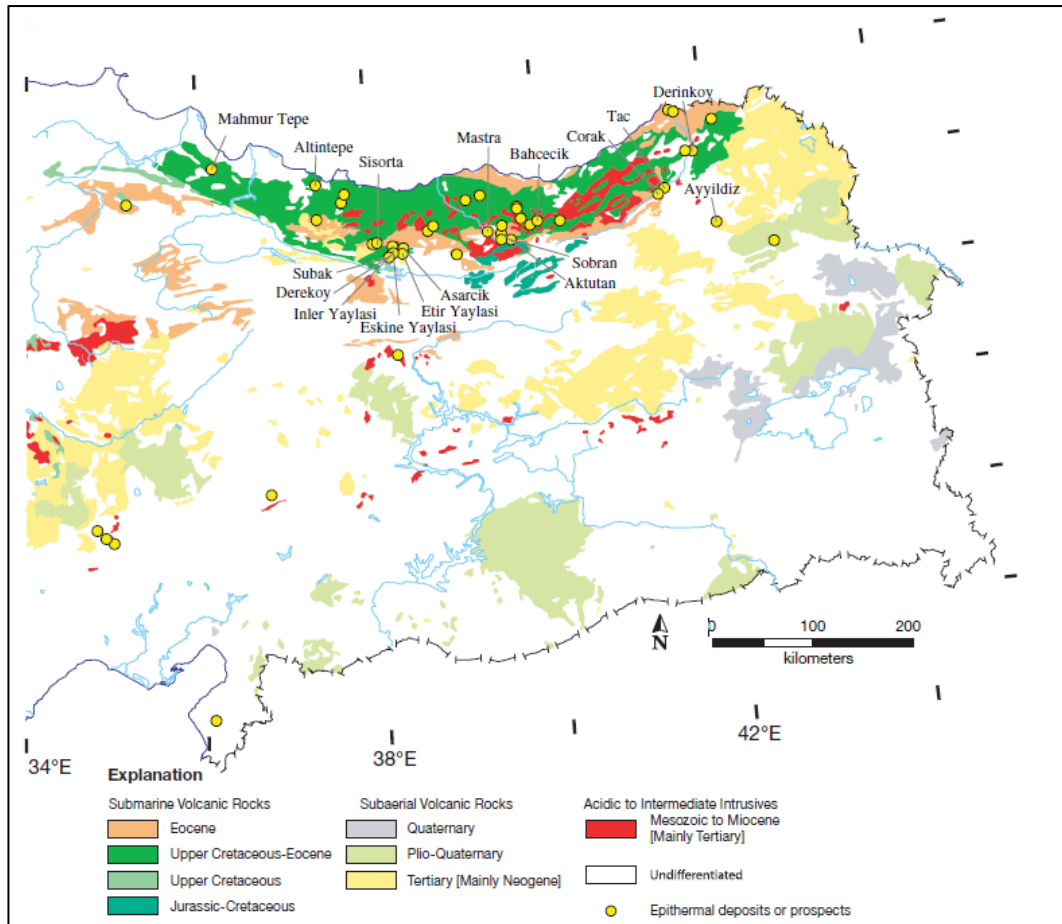 Derinkoy
Tac
Mahmur Tepe
Corak
Mastra
Altintepe
Bahcecik
Sisorta
Ayyildiz
Subak
Sobran
Derekoy
Asarcik
Aktutan
Inler Yaylasi
Etir Yaylasi
Eskine Yaylasi
N
0 100 200
kilometers
34°E
38°E
42°E
Explanation
Submarine Volcanic Rocks
Eocene
Upper Cretaceous-Eocene
Upper Cretaceous
Jurassic-Cretaceous
Subaerial Volcanic Rocks
Quaternary
Plio-Quaternary
Tertiary [Mainly Neogene]
Acidic to Intermediate Intrusives
Mesozoic to Miocene
[Mainly Tertiary]
Undifferentiated
Epithermal deposits or prospects